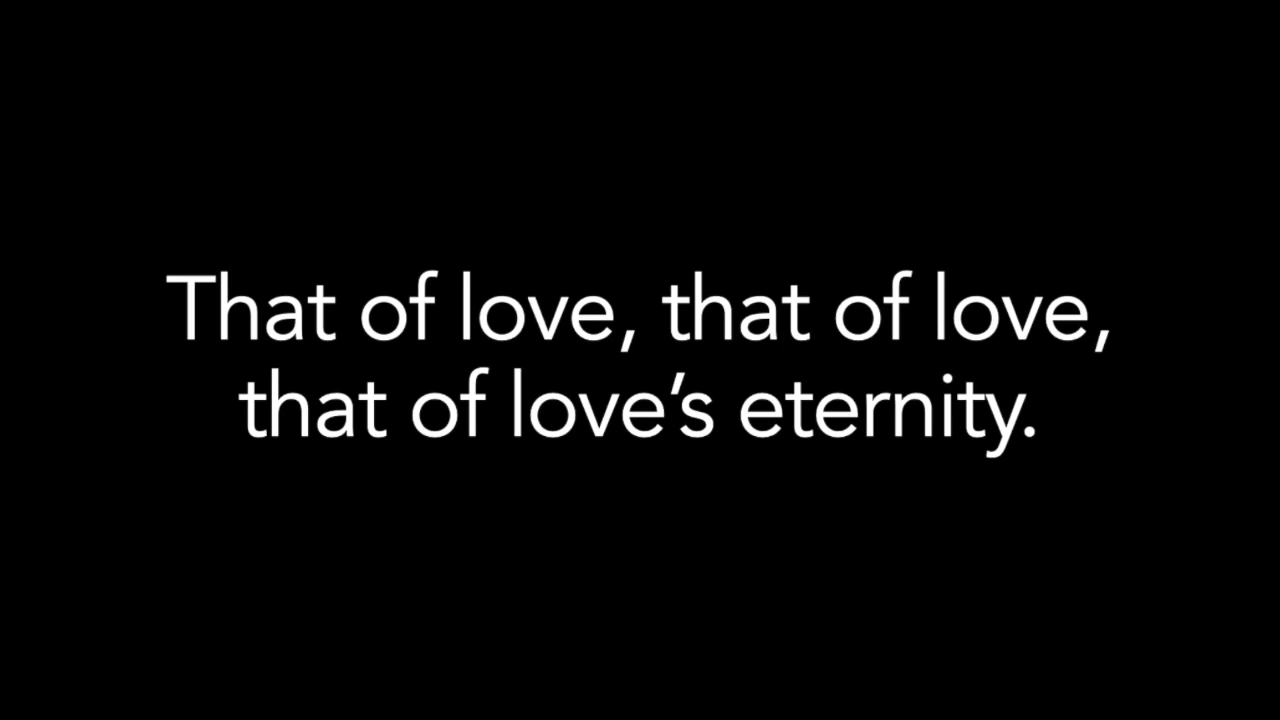 That of love, that of love,
that of love’s eternity.